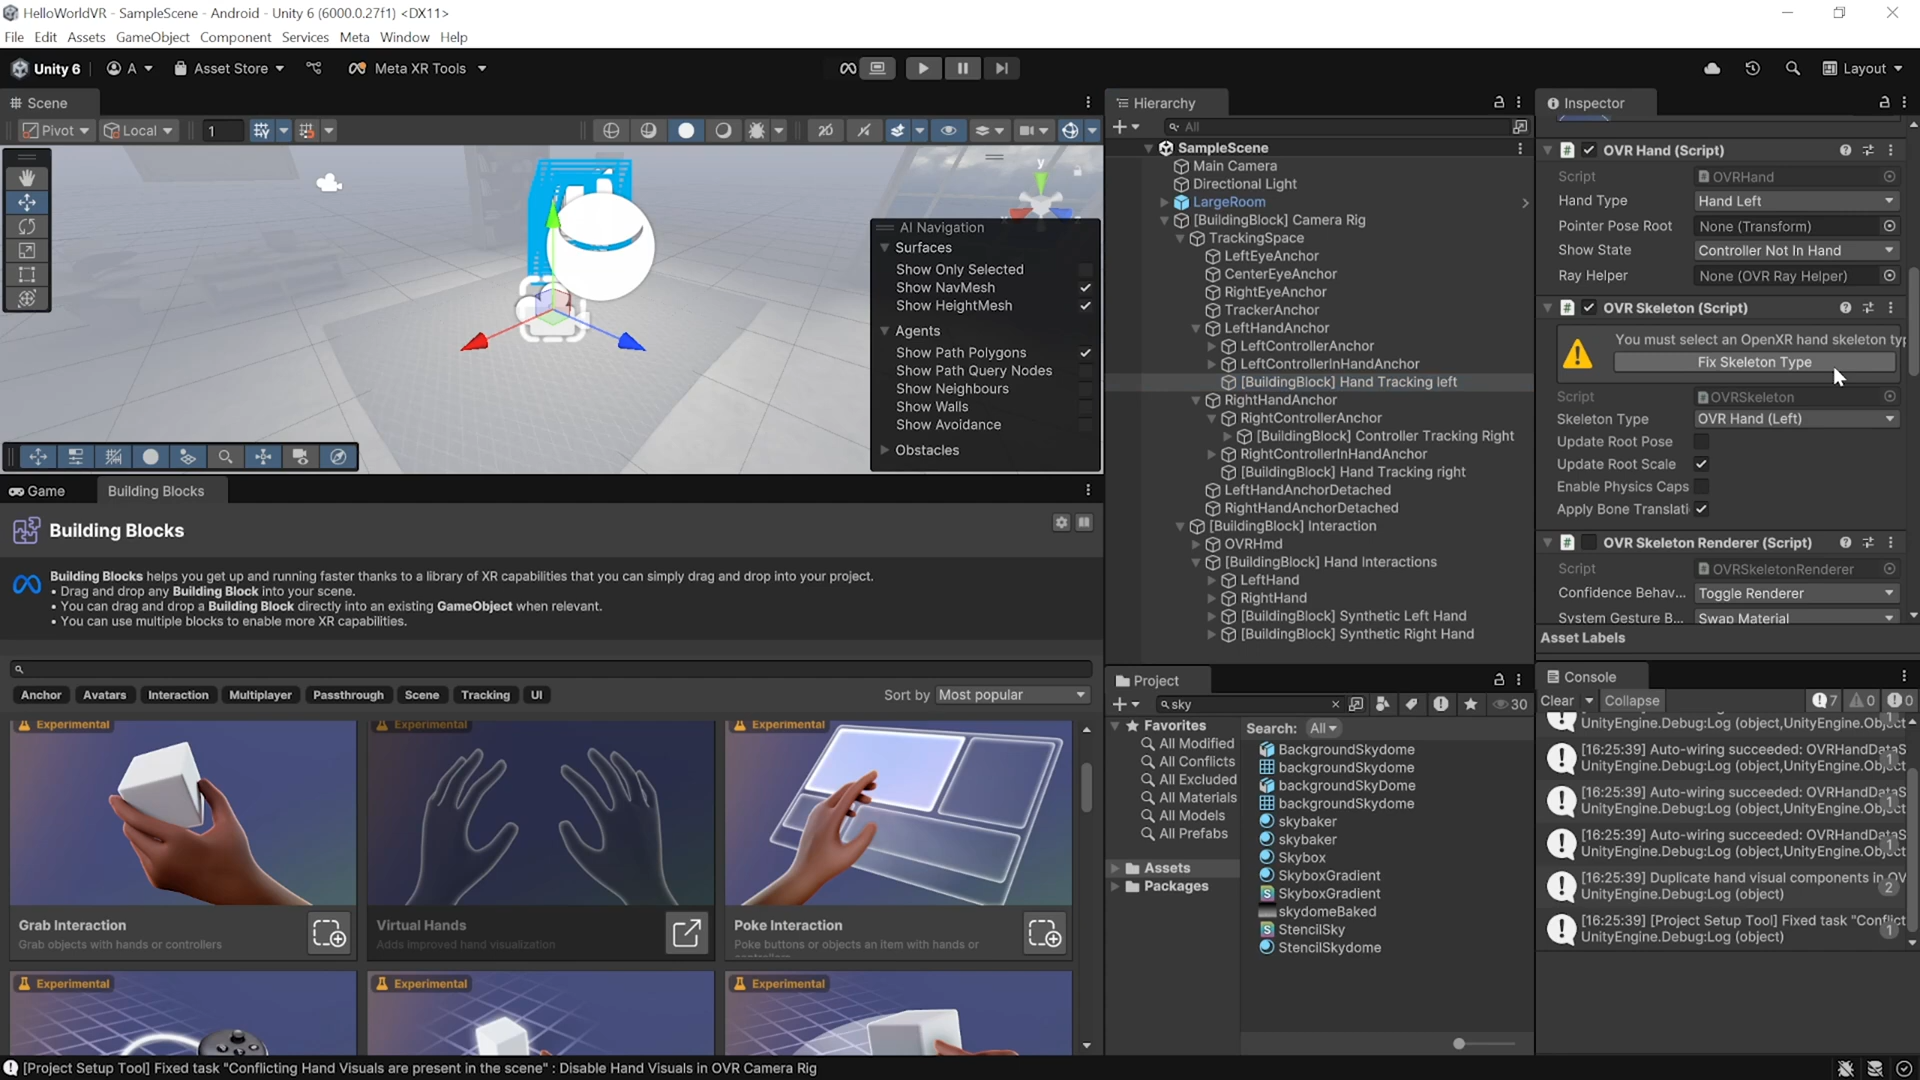 HelloWorldVR - SampleScene - Android - Unity 6 (6000.0.27f1) <DX11>
File Edit Assets GameObject Component Services Meta Window Help
Unity 6 A Asset Store Meta XR Tools Layout
Scene
Pivot Local 1
y
AI Navigation
Surfaces
Show Only Selected
Show NavMesh
Show HeightMesh
Agents
Show Path Polygons
Show Path Query Nodes
Show Neighbours
Show Walls
Show Avoidance
Obstacles
Game Building Blocks
Building Blocks
Building Blocks helps you get up and running faster thanks to a library of XR capabilities that you can simply drag and drop into your project.
• Drag and drop any Building Block into your scene.
• You can drag and drop a Building Block directly into an existing GameObject when relevant.
• You can use multiple blocks to enable more XR capabilities.
Anchor Avatars Interaction Multiplayer Passthrough Scene Tracking UI Sort by Most popular
Experimental Experimental Experimental
Grab Interaction
Grab objects with hands or controllers
Virtual Hands
Adds improved hand visualization
Poke Interaction
Poke buttons or objects an item with hands or
controllers
Experimental Experimental Experimental
Hierarchy
All
SampleScene
Main Camera
Directional Light
LargeRoom
[BuildingBlock] Camera Rig
TrackingSpace
LeftEyeAnchor
CenterEyeAnchor
RightEyeAnchor
TrackerAnchor
LeftHandAnchor
LeftControllerAnchor
LeftControllerInHandAnchor
[BuildingBlock] Hand Tracking left
RightHandAnchor
RightControllerAnchor
[BuildingBlock] Controller Tracking Right
RightControllerInHandAnchor
[BuildingBlock] Hand Tracking right
LeftHandAnchorDetached
RightHandAnchorDetached
[BuildingBlock] Interaction
OVRHmd
[BuildingBlock] Hand Interactions
LeftHand
RightHand
[BuildingBlock] Synthetic Left Hand
[BuildingBlock] Synthetic Right Hand
Project
sky 30
Favorites
All Modified
All Conflicts
All Excluded
All Materials
All Models
All Prefabs
Assets
Packages
Search: All
BackgroundSkydome
backgroundSkydome
backgroundSkyDome
backgroundSkydome
skybaker
skybaker
Skybox
SkyboxGradient
SkyboxGradient
skydomeBaked
StencilSky
StencilSkydome
Inspector
OVR Hand (Script)
Script OVRHand
Hand Type Hand Left
Pointer Pose Root None (Transform)
Show State Controller Not In Hand
Ray Helper None (OVR Ray Helper)
OVR Skeleton (Script)
You must select an OpenXR hand skeleton typ
Fix Skeleton Type
Script OVRSkeleton
Skeleton Type OVR Hand (Left)
Update Root Pose
Update Root Scale
Enable Physics Caps
Apply Bone Translati
OVR Skeleton Renderer (Script)
Script OVRSkeletonRenderer
Confidence Behav... Toggle Renderer
System Gesture B... Swap Material
Asset Labels
Console
Clear Collapse 7 0 0
UnityEngine.Debug:Log (object,UnityEngine.Object 1
[16:25:39] Auto-wiring succeeded: OVRHandDataS
UnityEngine.Debug:Log (object,UnityEngine.Object 1
[16:25:39] Auto-wiring succeeded: OVRHandDataS
UnityEngine.Debug:Log (object,UnityEngine.Object 1
[16:25:39] Auto-wiring succeeded: OVRHandDataS
UnityEngine.Debug:Log (object,UnityEngine.Object 1
[16:25:39] Duplicate hand visual components in OV
UnityEngine.Debug:Log (object) 2
[16:25:39] [Project Setup Tool] Fixed task "Conflict
UnityEngine.Debug:Log (object) 1
[Project Setup Tool] Fixed task "Conflicting Hand Visuals are present in the scene" : Disable Hand Visuals in OVR Camera Rig